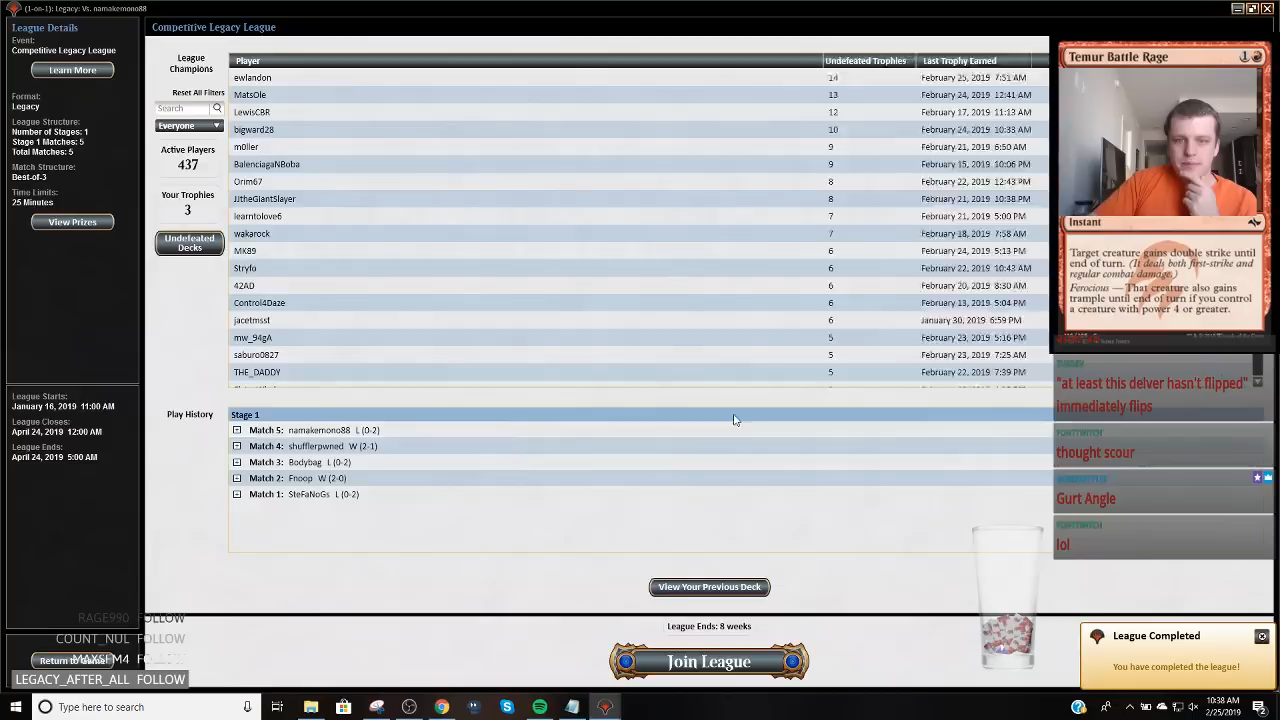 (1-on-1): Legacy: Vs. namakemono88
League Details
Event:
Competitive Legacy League
Learn More
Format:
Legacy
League Structure:
Number of Stages: 1
Stage 1 Matches: 5
Total Matches: 5
Match Structure:
Best-of-3
Time Limits:
25 Minutes
View Prizes
League Starts:
January 16, 2019 11:00 AM
League Closes:
April 24, 2019 12:00 AM
League Ends:
April 24, 2019 5:00 AM
Competitive Legacy League
League
Champions
Reset All Filters
Search
Everyone
Active Players
437
Your Trophies
3
Undefeated
Decks
Player Undefeated Trophies Last Trophy Earned
ewlandon 14 February 25, 2019 7:51 AM
MatsOle 13 February 24, 2019 12:41 AM
LewisCBR 12 February 17, 2019 11:13 AM
bigward28 10 February 24, 2019 10:33 AM
m0ller 9 February 21, 2019 6:50 AM
BalenciagaNBoba 9 February 15, 2019 10:06 PM
Orim67 8 February 22, 2019 12:43 PM
JJtheGiantSlayer 8 February 21, 2019 10:38 PM
learntolove6 7 February 21, 2019 5:00 PM
wakarock 7 February 18, 2019 7:58 AM
MK89 6 February 24, 2019 5:13 PM
Stryfo 6 February 22, 2019 10:43 AM
42AD 6 February 20, 2019 8:30 AM
Control4Daze 6 February 13, 2019 5:04 PM
jacetmsst 6 January 30, 2019 6:59 PM
mw_94gA 5 February 23, 2019 5:16 PM
saburo0827 5 February 23, 2019 7:25 AM
THE_DADDY 5 February 22, 2019 7:39 PM
Play History
Stage 1
Match 5: namakemono88 L (0-2)
Match 4: shufflerpwned W (2-1)
Match 3: Bodybag L (0-2)
Match 2: Fnoop W (2-0)
Match 1: SteFaNoGs L (0-2)
View Your Previous Deck
League Ends: 8 weeks
Join League
Temur Battle Rage 1
Instant
Target creature gains double strike until
end of turn. (It deals both first-strike and
regular combat damage.)
Ferocious — That creature also gains
trample until end of turn if you control
a creature with power 4 or greater.
"at least this delver hasn't flipped"
immediately flips
thought scour
Gurt Angle
lol
RAGE990 FOLLOW
COUNT_NUL FOLLOW
FOLLOW
LEGACY_AFTER_ALL FOLLOW
League Completed
You have completed the league!
Type here to search
10:38 AM
2/25/2019
2